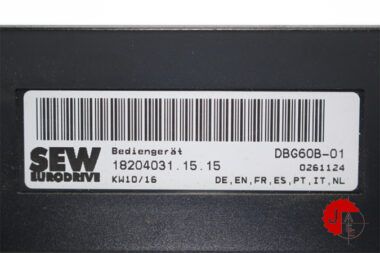 SEW
EURODRIVE
Bediengerät
DBG60B-01
18204031.15.15
0261124
KW10/16
DE,EN,FR,ES,PT,IT,NL